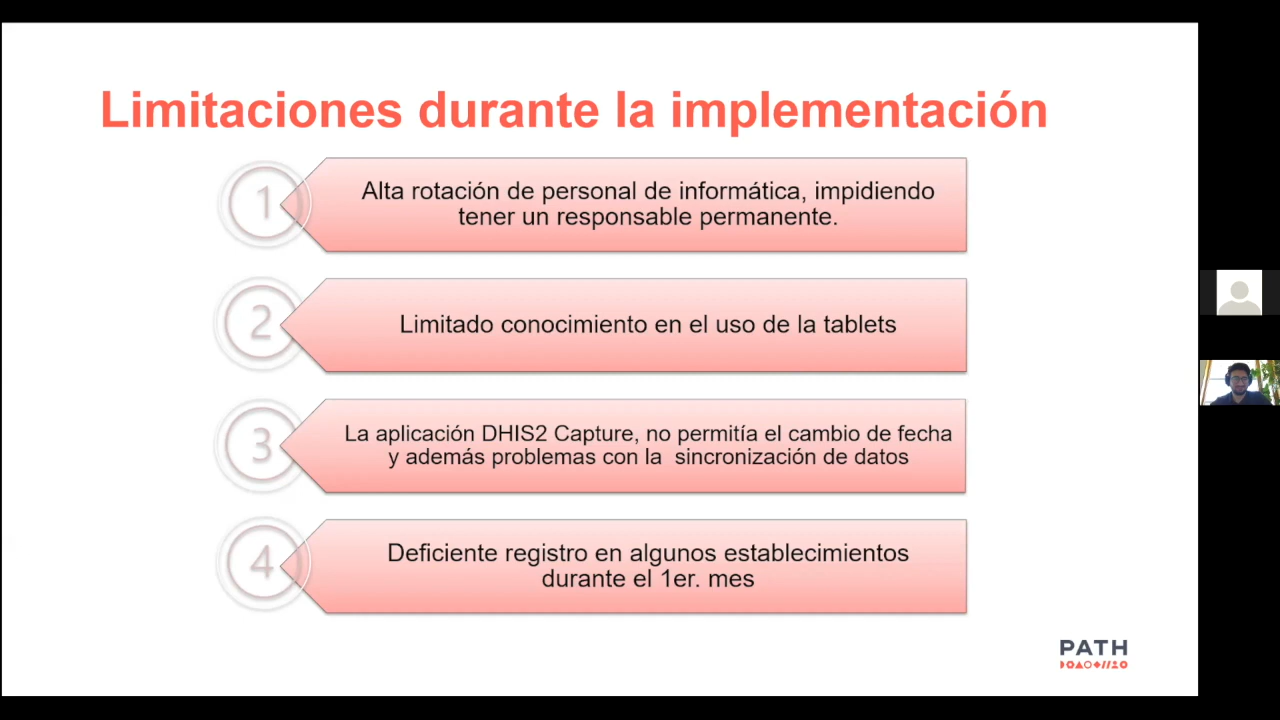 Limitaciones durante la implementación
1
Alta rotación de personal de informática, impidiendo
tener un responsable permanente.
2
Limitado conocimiento en el uso de la tablets
3
La aplicación DHIS2 Capture, no permitía el cambio de fecha
y además problemas con la  sincronización de datos
4
Deficiente registro en algunos establecimientos
durante el 1er. mes
PATH